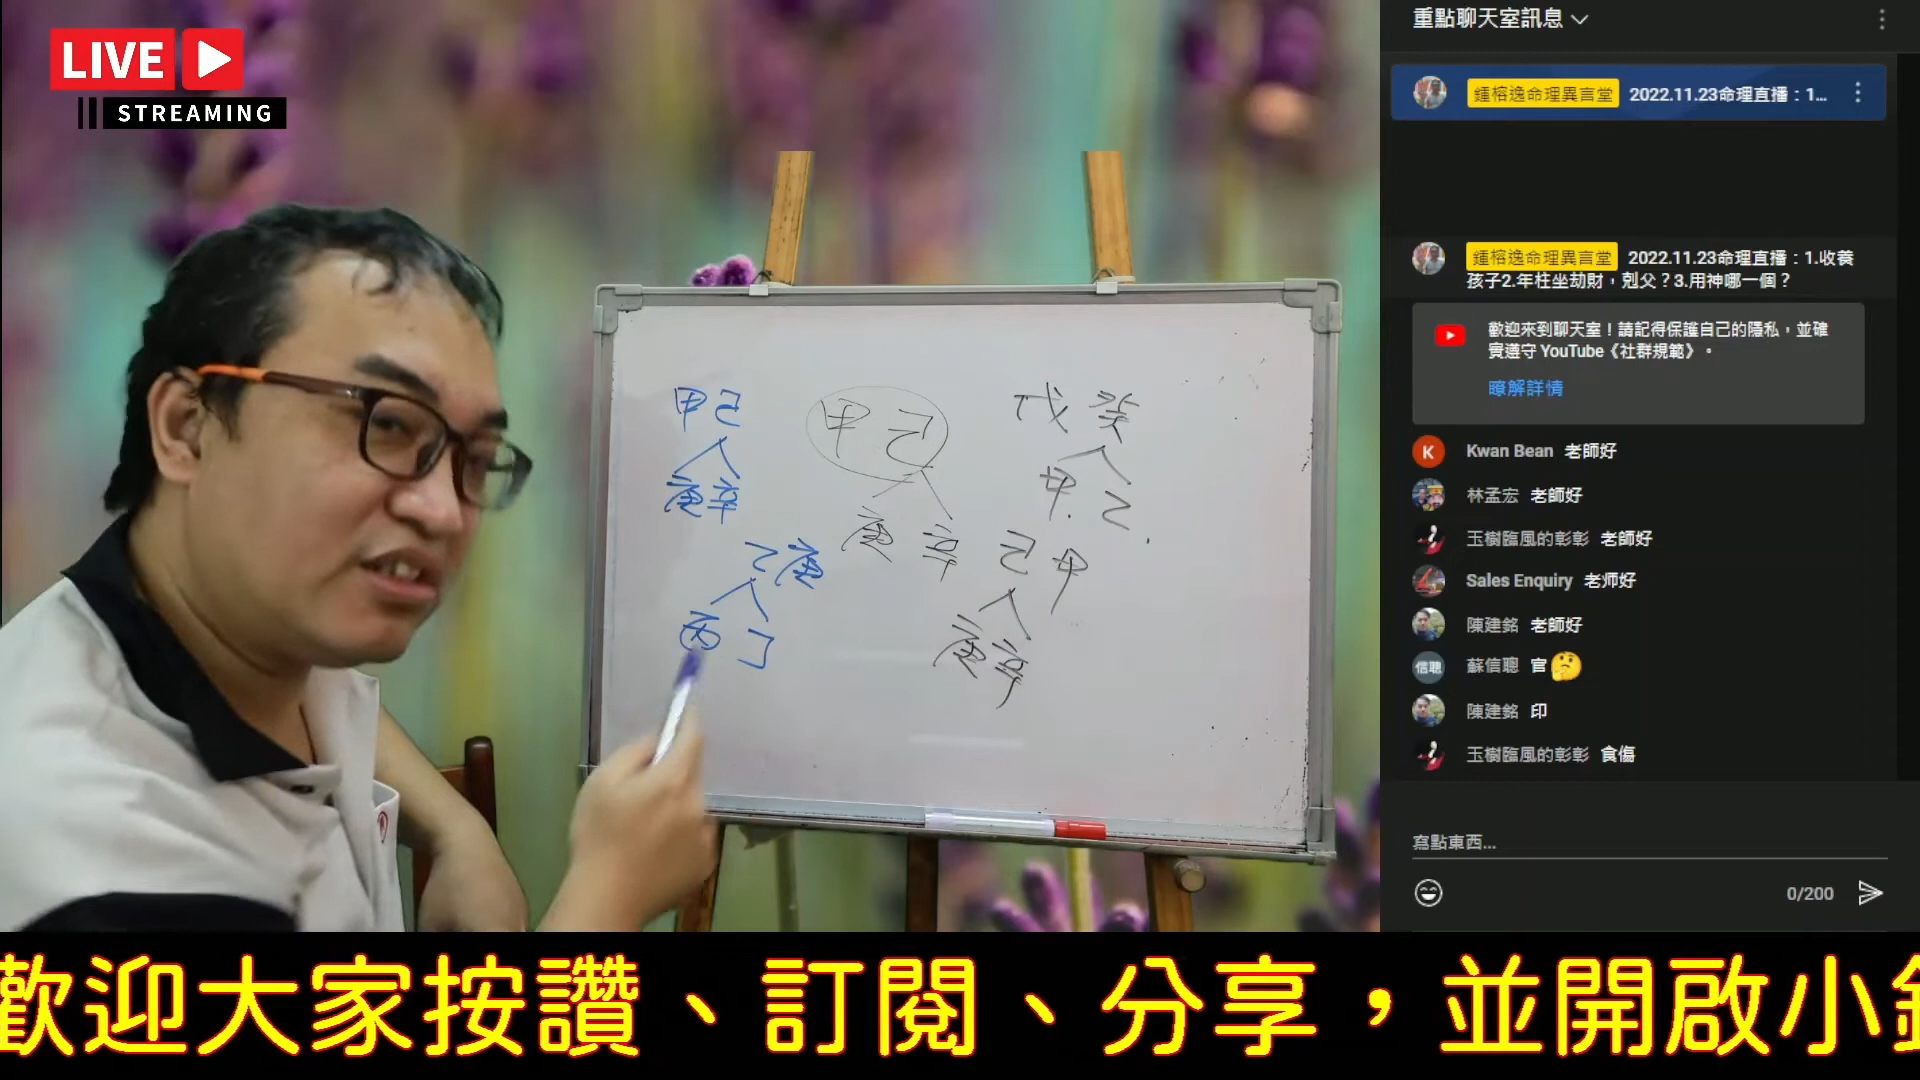 LIVE
STREAMING
甲己
庚辛
乙庚
丙丁
甲己
庚辛
戊癸
甲.乙
己甲
庚辛
重點聊天室訊息
鍾榕逸命理異言堂 2022.11.23命理直播：1...
鍾榕逸命理異言堂 2022.11.23命理直播：1.收養
孩子2.年柱坐劫財，剋父？3.用神哪一個？
歡迎來到聊天室！請記得保護自己的隱私，並確
實遵守 YouTube《社群規範》。
瞭解詳情
K Kwan Bean 老師好
林孟宏 老師好
玉樹臨風的彰彰 老師好
Sales Enquiry 老师好
陳建銘 老師好
信聰 蘇信聰 官🤔
陳建銘 印
玉樹臨風的彰彰 食傷
寫點東西...
0/200
歡迎大家按讚、訂閱、分享，並開啟小